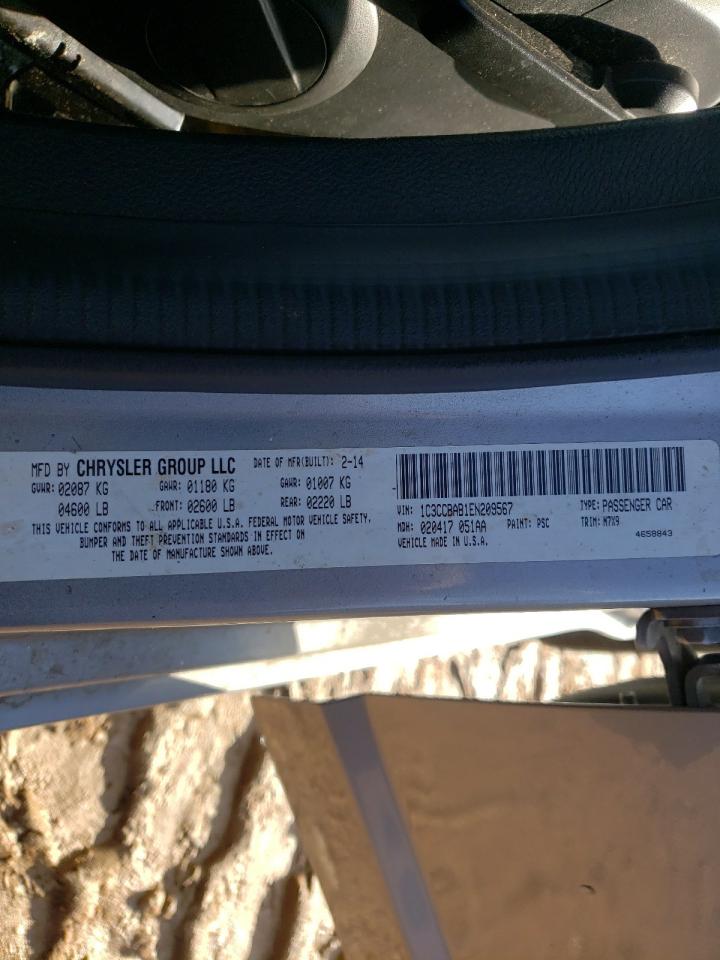 MFD BY CHRYSLER GROUP LLC DATE OF MFR(BUILT): 2-14
GVWR: 02087 KG GAWR: 01180 KG GAWR: 01007 KG
04600 LB FRONT: 02600 LB REAR: 02220 LB
THIS VEHICLE CONFORMS TO ALL APPLICABLE U.S.A. FEDERAL MOTOR VEHICLE SAFETY,
BUMPER AND THEFT PREVENTION STANDARDS IN EFFECT ON
THE DATE OF MANUFACTURE SHOWN ABOVE.
VIN: 1C3CCBAB1EN209567 TYPE: PASSENGER CAR
MDH: 020417 051AA PAINT: PSC TRIM: N7X9
VEHICLE MADE IN U.S.A. 4658843